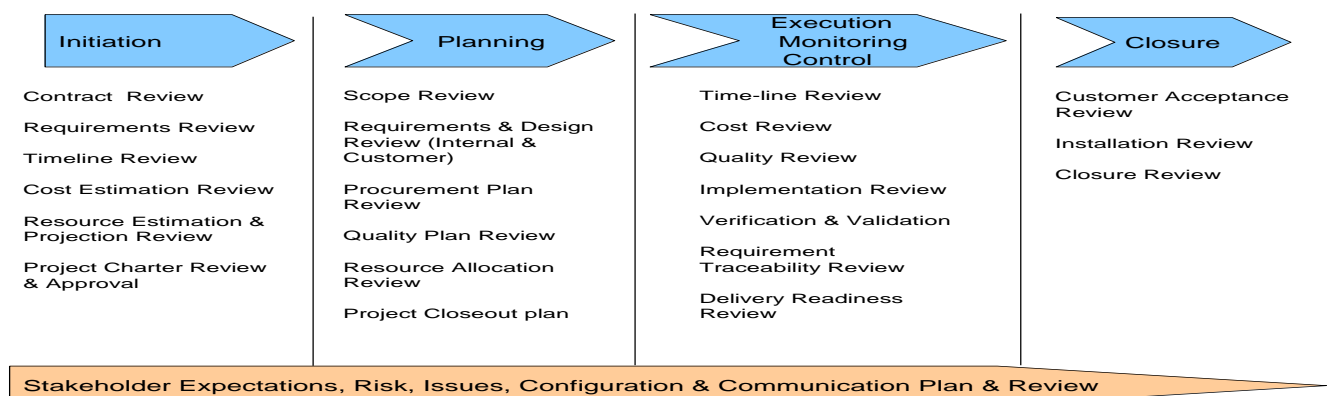 Initiation
Contract Review
Requirements Review
Timeline Review
Cost Estimation Review
Resource Estimation &
Projection Review
Project Charter Review
& Approval
Planning
Scope Review
Requirements & Design
Review (Internal &
Customer)
Procurement Plan
Review
Quality Plan Review
Resource Allocation
Review
Project Closeout plan
Execution
Monitoring
Control
Time-line Review
Cost Review
Quality Review
Implementation Review
Verification & Validation
Requirement
Traceability Review
Delivery Readiness
Review
Closure
Customer Acceptance
Review
Installation Review
Closure Review
Stakeholder Expectations, Risk, Issues, Configuration & Communication Plan & Review